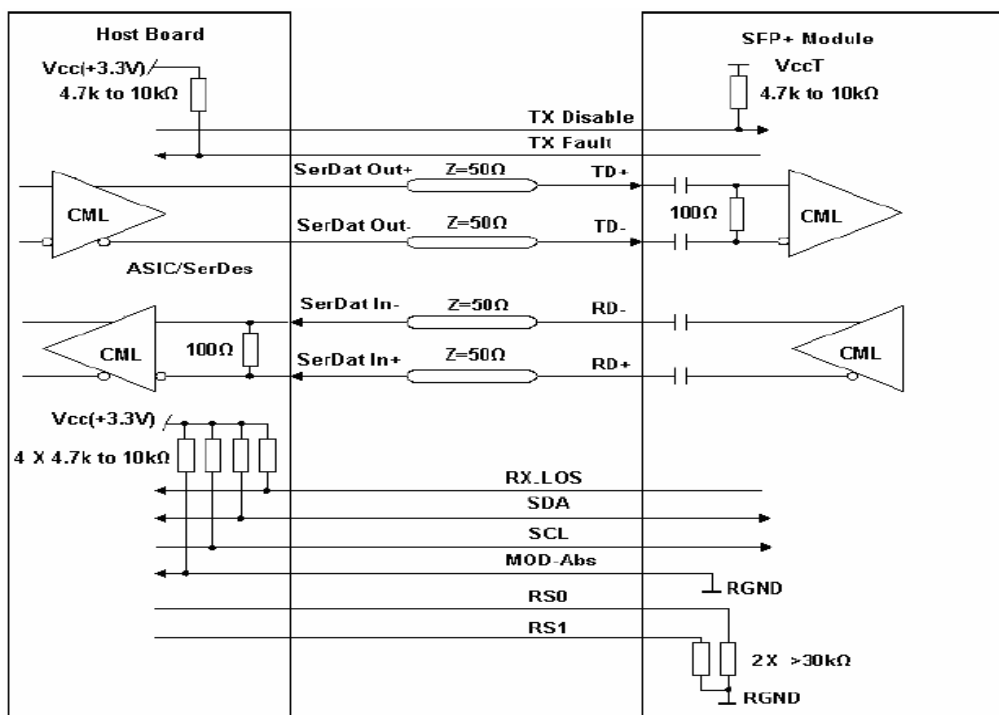 Host Board
SFP+ Module
Vcc(+3.3V)
4.7k to 10kΩ
VccT
4.7k to 10kΩ
TX Disable
TX Fault
SerDat Out+
Z=50Ω
TD+
CML
100Ω
CML
SerDat Out-
Z=50Ω
TD-
ASIC/SerDes
SerDat In-
Z=50Ω
RD-
CML
100Ω
CML
SerDat In+
Z=50Ω
RD+
Vcc(+3.3V)
4 X 4.7k to 10kΩ
RX_LOS
SDA
SCL
MOD-Abs
RGND
RS0
RS1
2X >30kΩ
RGND